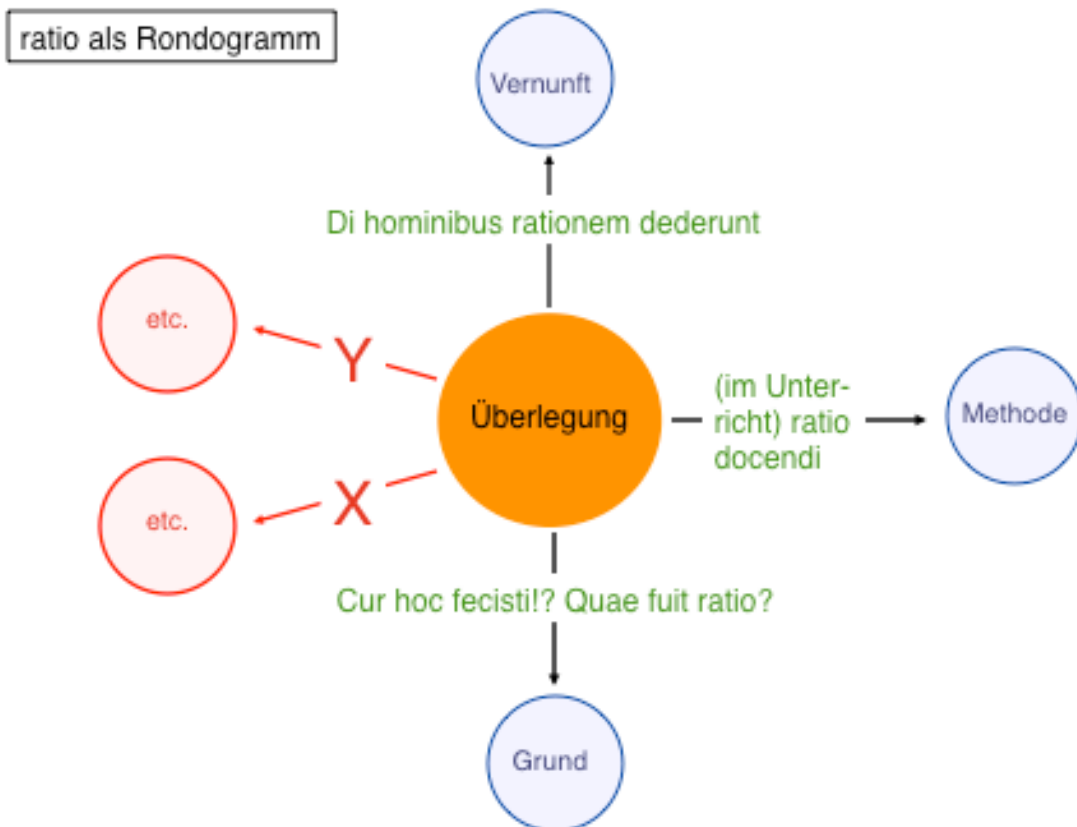 ratio als Rondogramm
Vernunft
Di hominibus rationem dederunt
etc.
Y
Überlegung
(im Unter-
richt) ratio
docendi
Methode
etc.
X
Cur hoc fecisti!? Quae fuit ratio?
Grund